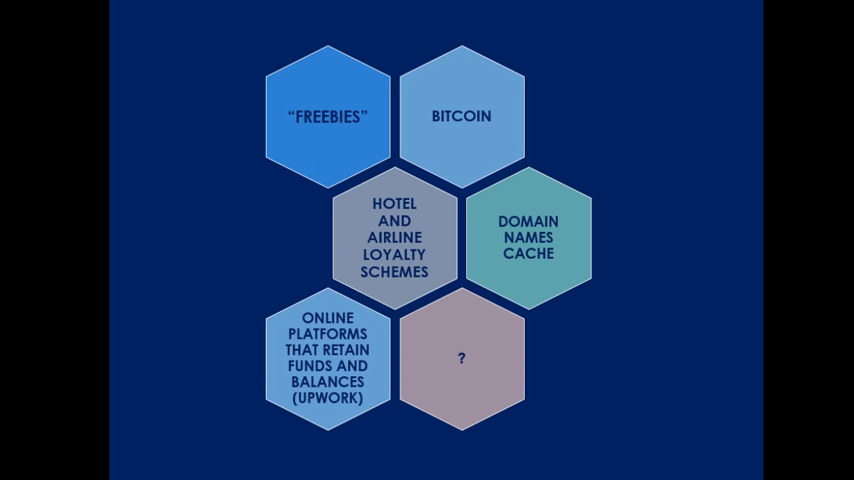 “FREEBIES”
BITCOIN
HOTEL
AND
AIRLINE
LOYALTY
SCHEMES
DOMAIN
NAMES
CACHE
ONLINE
PLATFORMS
THAT RETAIN
FUNDS AND
BALANCES
(UPWORK)
?